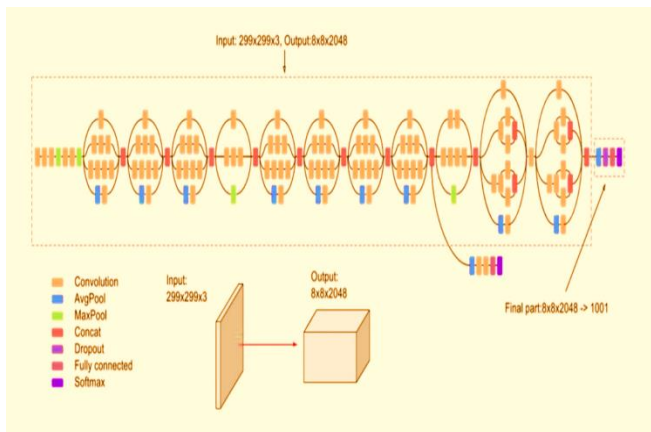 Input: 299x299x3, Output:8x8x2048
Convolution
AvgPool
MaxPool
Concat
Dropout
Fully connected
Softmax
Input:
299x299x3
Output:
8x8x2048
Final part:8x8x2048 -> 1001